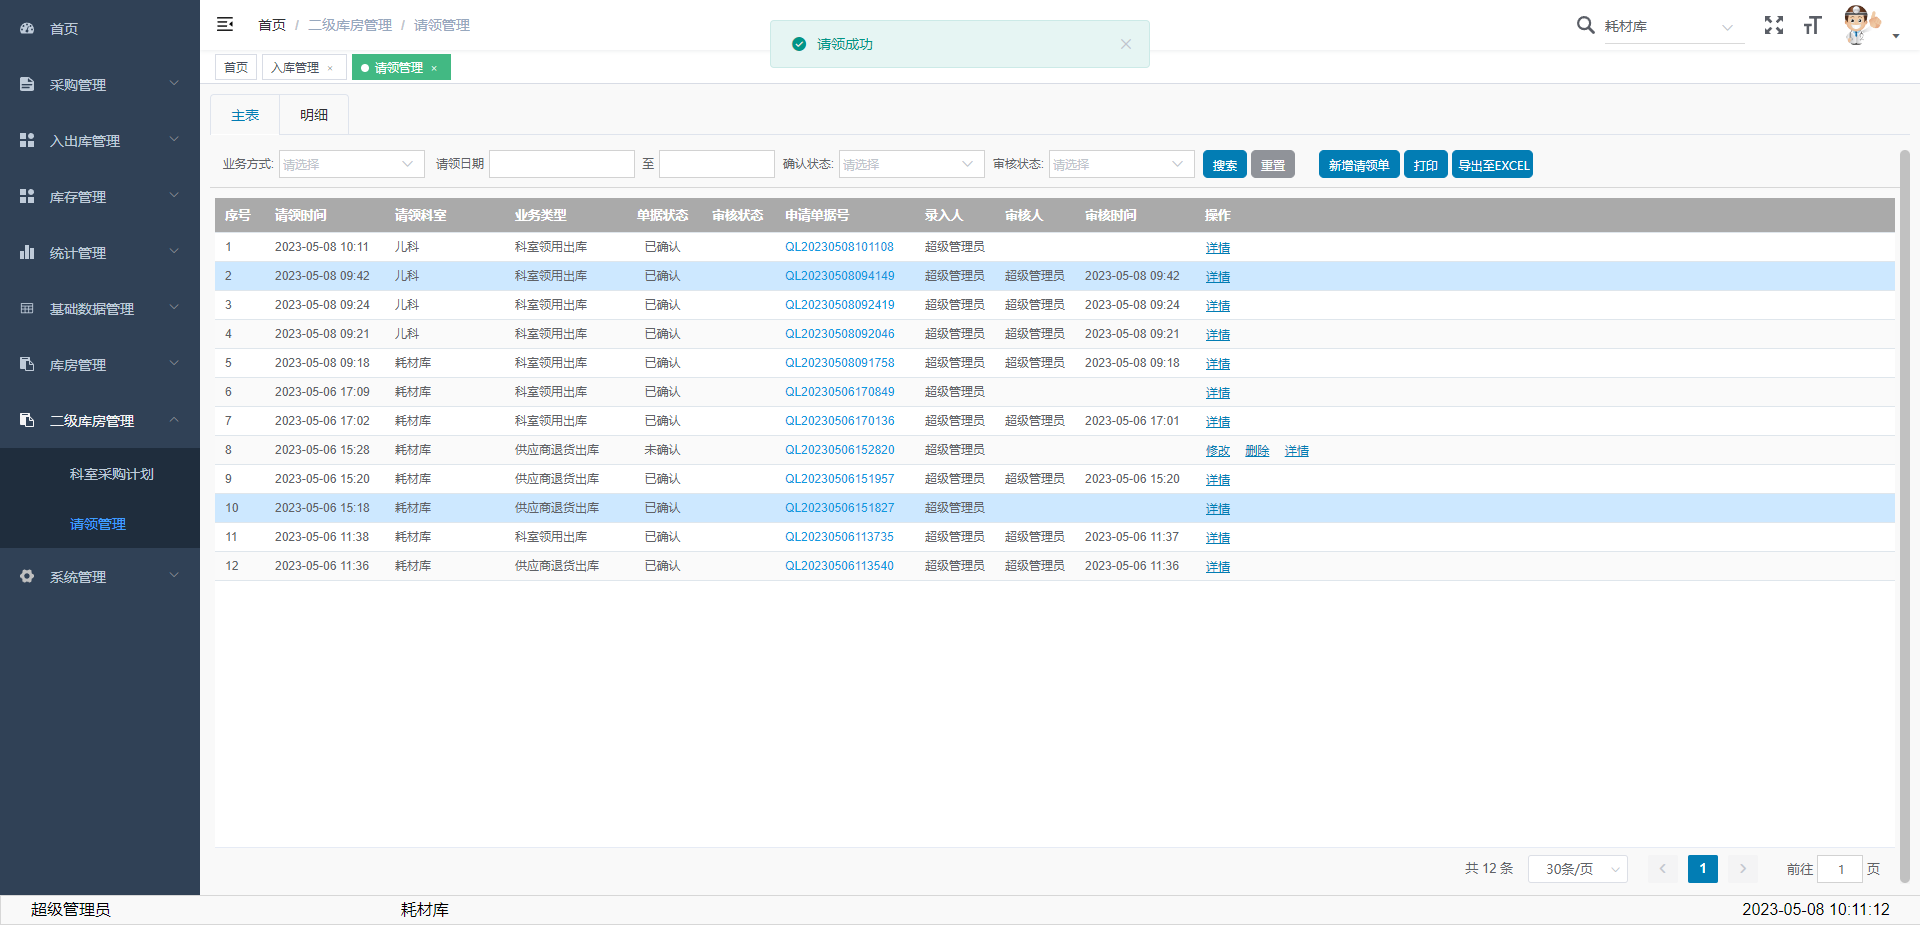 首页
采购管理
入出库管理
库存管理
统计管理
基础数据管理
库房管理
二级库房管理
科室采购计划
请领管理
系统管理
首页 / 二级库房管理 / 请领管理
请领成功
耗材库
首页 入库管理 × 请领管理 ×
主表 明细
业务方式: 请选择 请领日期 至 确认状态: 请选择 审核状态: 请选择 搜索 重置 新增请领单 打印 导出至EXCEL
序号 请领时间 请领科室 业务类型 单据状态 审核状态 申请单据号 录入人 审核人 审核时间 操作
1 2023-05-08 10:11 儿科 科室领用出库 已确认 QL20230508101108 超级管理员 详情
2 2023-05-08 09:42 儿科 科室领用出库 已确认 QL20230508094149 超级管理员 超级管理员 2023-05-08 09:42 详情
3 2023-05-08 09:24 儿科 科室领用出库 已确认 QL20230508092419 超级管理员 超级管理员 2023-05-08 09:24 详情
4 2023-05-08 09:21 儿科 科室领用出库 已确认 QL20230508092046 超级管理员 超级管理员 2023-05-08 09:21 详情
5 2023-05-08 09:18 耗材库 科室领用出库 已确认 QL20230508091758 超级管理员 超级管理员 2023-05-08 09:18 详情
6 2023-05-06 17:09 耗材库 科室领用出库 已确认 QL20230506170849 超级管理员 详情
7 2023-05-06 17:02 耗材库 科室领用出库 已确认 QL20230506170136 超级管理员 超级管理员 2023-05-06 17:01 详情
8 2023-05-06 15:28 耗材库 供应商退货出库 未确认 QL20230506152820 超级管理员 修改 删除 详情
9 2023-05-06 15:20 耗材库 供应商退货出库 已确认 QL20230506151957 超级管理员 超级管理员 2023-05-06 15:20 详情
10 2023-05-06 15:18 耗材库 供应商退货出库 已确认 QL20230506151827 超级管理员 详情
11 2023-05-06 11:38 耗材库 科室领用出库 已确认 QL20230506113735 超级管理员 超级管理员 2023-05-06 11:37 详情
12 2023-05-06 11:36 耗材库 供应商退货出库 已确认 QL20230506113540 超级管理员 超级管理员 2023-05-06 11:36 详情
共 12 条 30条/页 1 前往 1 页
超级管理员 耗材库 2023-05-08 10:11:12